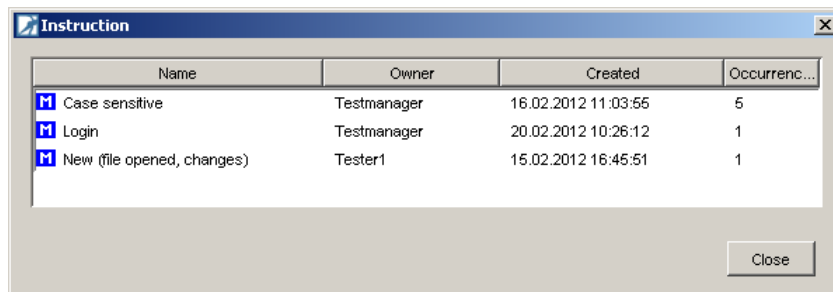 Instruction
Name Owner Created Occurrenc...
M Case sensitive Testmanager 16.02.2012 11:03:55 5
M Login Testmanager 20.02.2012 10:26:12 1
M New (file opened, changes) Tester1 15.02.2012 16:45:51 1
Close